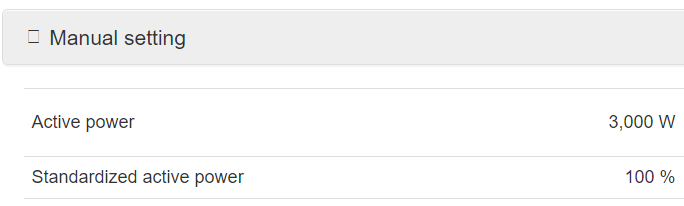 Manual setting
Active power 3,000 W
Standardized active power 100 %